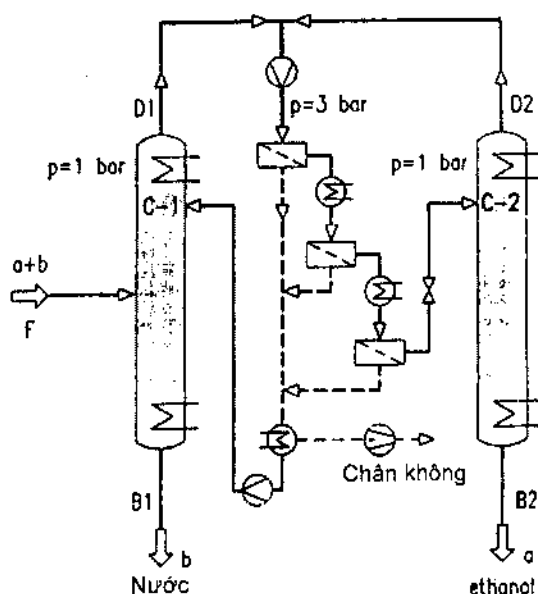 D1
D2
p=3 bar
p=1 bar
p=1 bar
C-1
C-2
a+b
F
Chân không
B1
B2
b
a
Nước
ethanol